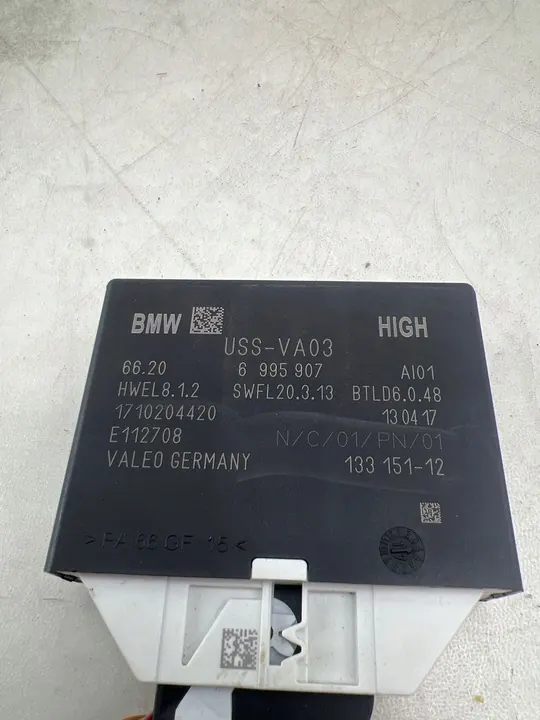 BMW HIGH
USS-VA03
66.20 6 995 907 AI01
HWEL8.1.2 SWFL20.3.13 BTLD6.0.48
1710204420 13.04.17
E112708 N/C/01/PN/01
VALEO GERMANY 133 151-12
>PA 66 GF 15<